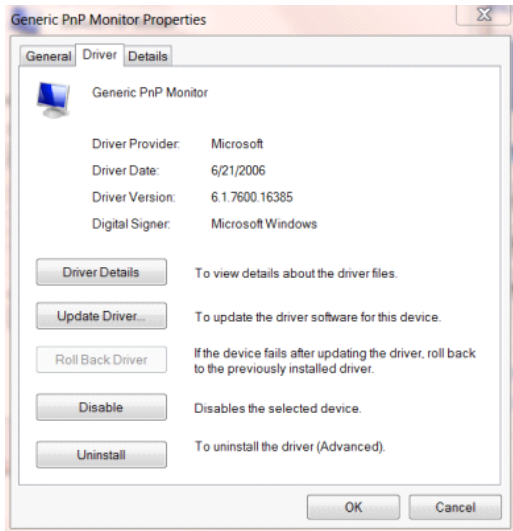 Generic PnP Monitor Properties
General Driver Details
Generic PnP Monitor
Driver Provider: Microsoft
Driver Date: 6/21/2006
Driver Version: 6.1.7600.16385
Digital Signer: Microsoft Windows
Driver Details To view details about the driver files.
Update Driver... To update the driver software for this device.
Roll Back Driver If the device fails after updating the driver, roll back
to the previously installed driver.
Disable Disables the selected device.
Uninstall To uninstall the driver (Advanced).
OK Cancel